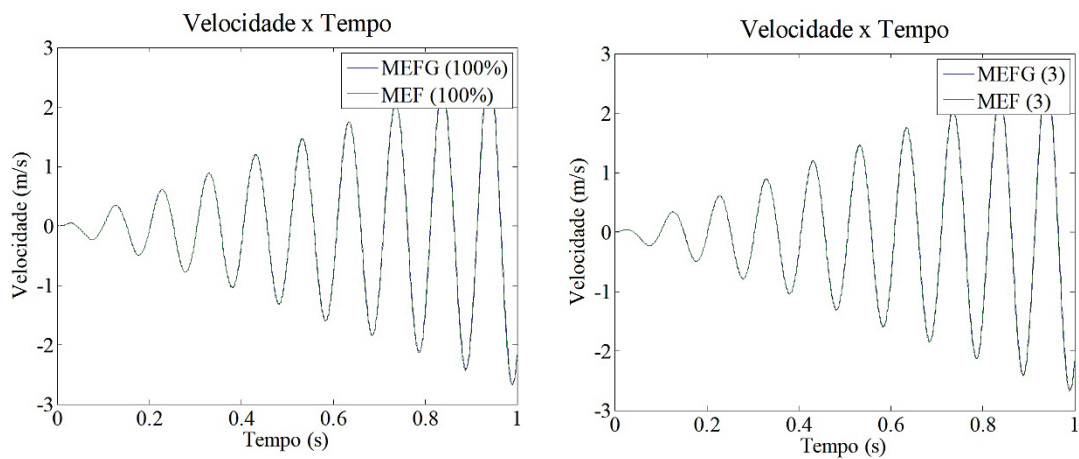 Velocidade x Tempo
3
MEFG (100%)
MEF (100%)
2
1
0
-1
-2
-3
Velocidade (m/s)
0
0.2
0.4
0.6
0.8
1
Tempo (s)
Velocidade x Tempo
3
MEFG (3)
MEF (3)
2
1
0
-1
-2
-3
Velocidade (m/s)
0
0.2
0.4
0.6
0.8
1
Tempo (s)